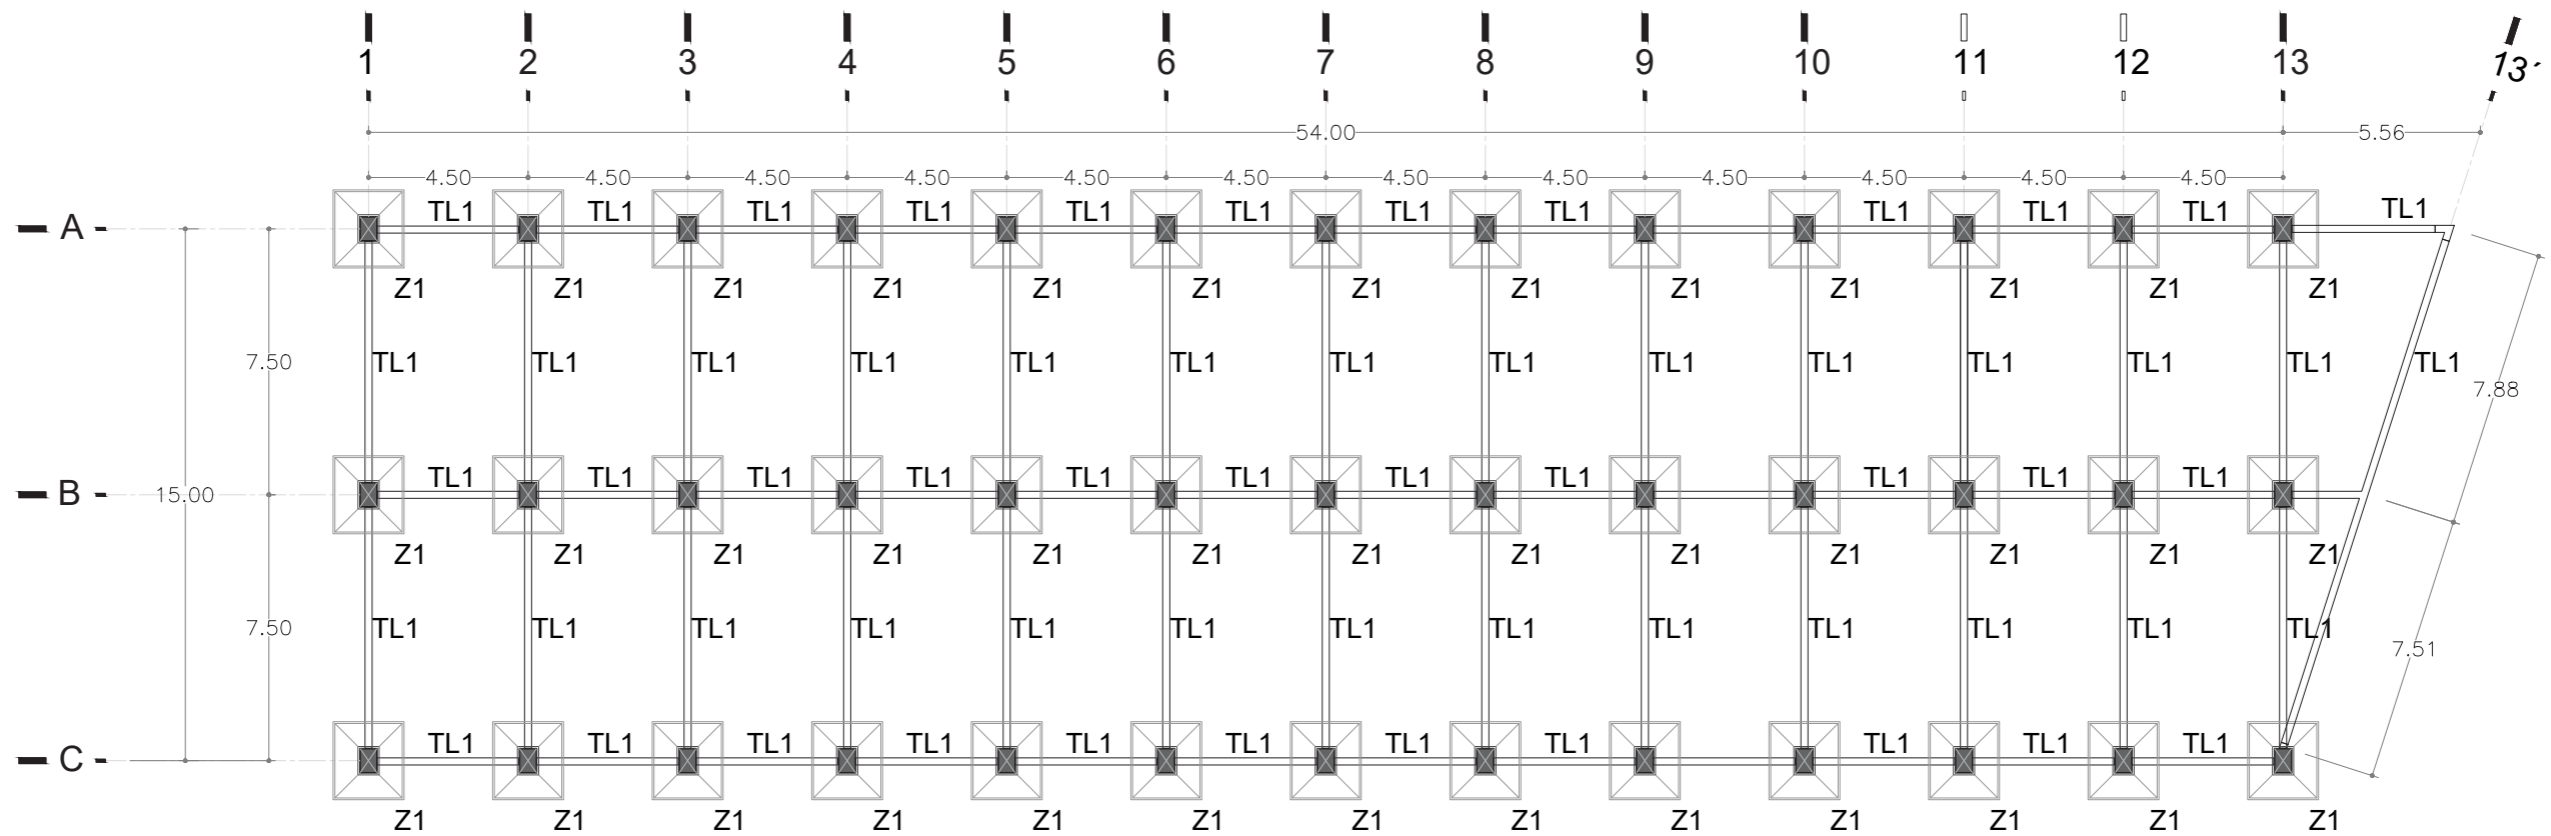 1 2 3 4 5 6 7 8 9 10 11 12 13 13´
54.00 5.56
4.50 4.50 4.50 4.50 4.50 4.50 4.50 4.50 4.50 4.50 4.50 4.50
TL1 TL1 TL1 TL1 TL1 TL1 TL1 TL1 TL1 TL1 TL1 TL1
A
Z1 Z1 Z1 Z1 Z1 Z1 Z1 Z1 Z1 Z1 Z1 Z1 Z1
7.50 TL1 TL1 TL1 TL1 TL1 TL1 TL1 TL1 TL1 TL1 TL1 TL1 TL1 TL1
7.88
TL1 TL1 TL1 TL1 TL1 TL1 TL1 TL1 TL1 TL1 TL1
B 15.00
Z1 Z1 Z1 Z1 Z1 Z1 Z1 Z1 Z1 Z1 Z1 Z1 Z1
7.50 TL1 TL1 TL1 TL1 TL1 TL1 TL1 TL1 TL1 TL1 TL1 TL1 TL1
7.51
TL1 TL1 TL1 TL1 TL1 TL1 TL1 TL1 TL1 TL1 TL1
C
Z1 Z1 Z1 Z1 Z1 Z1 Z1 Z1 Z1 Z1 Z1 Z1 Z1